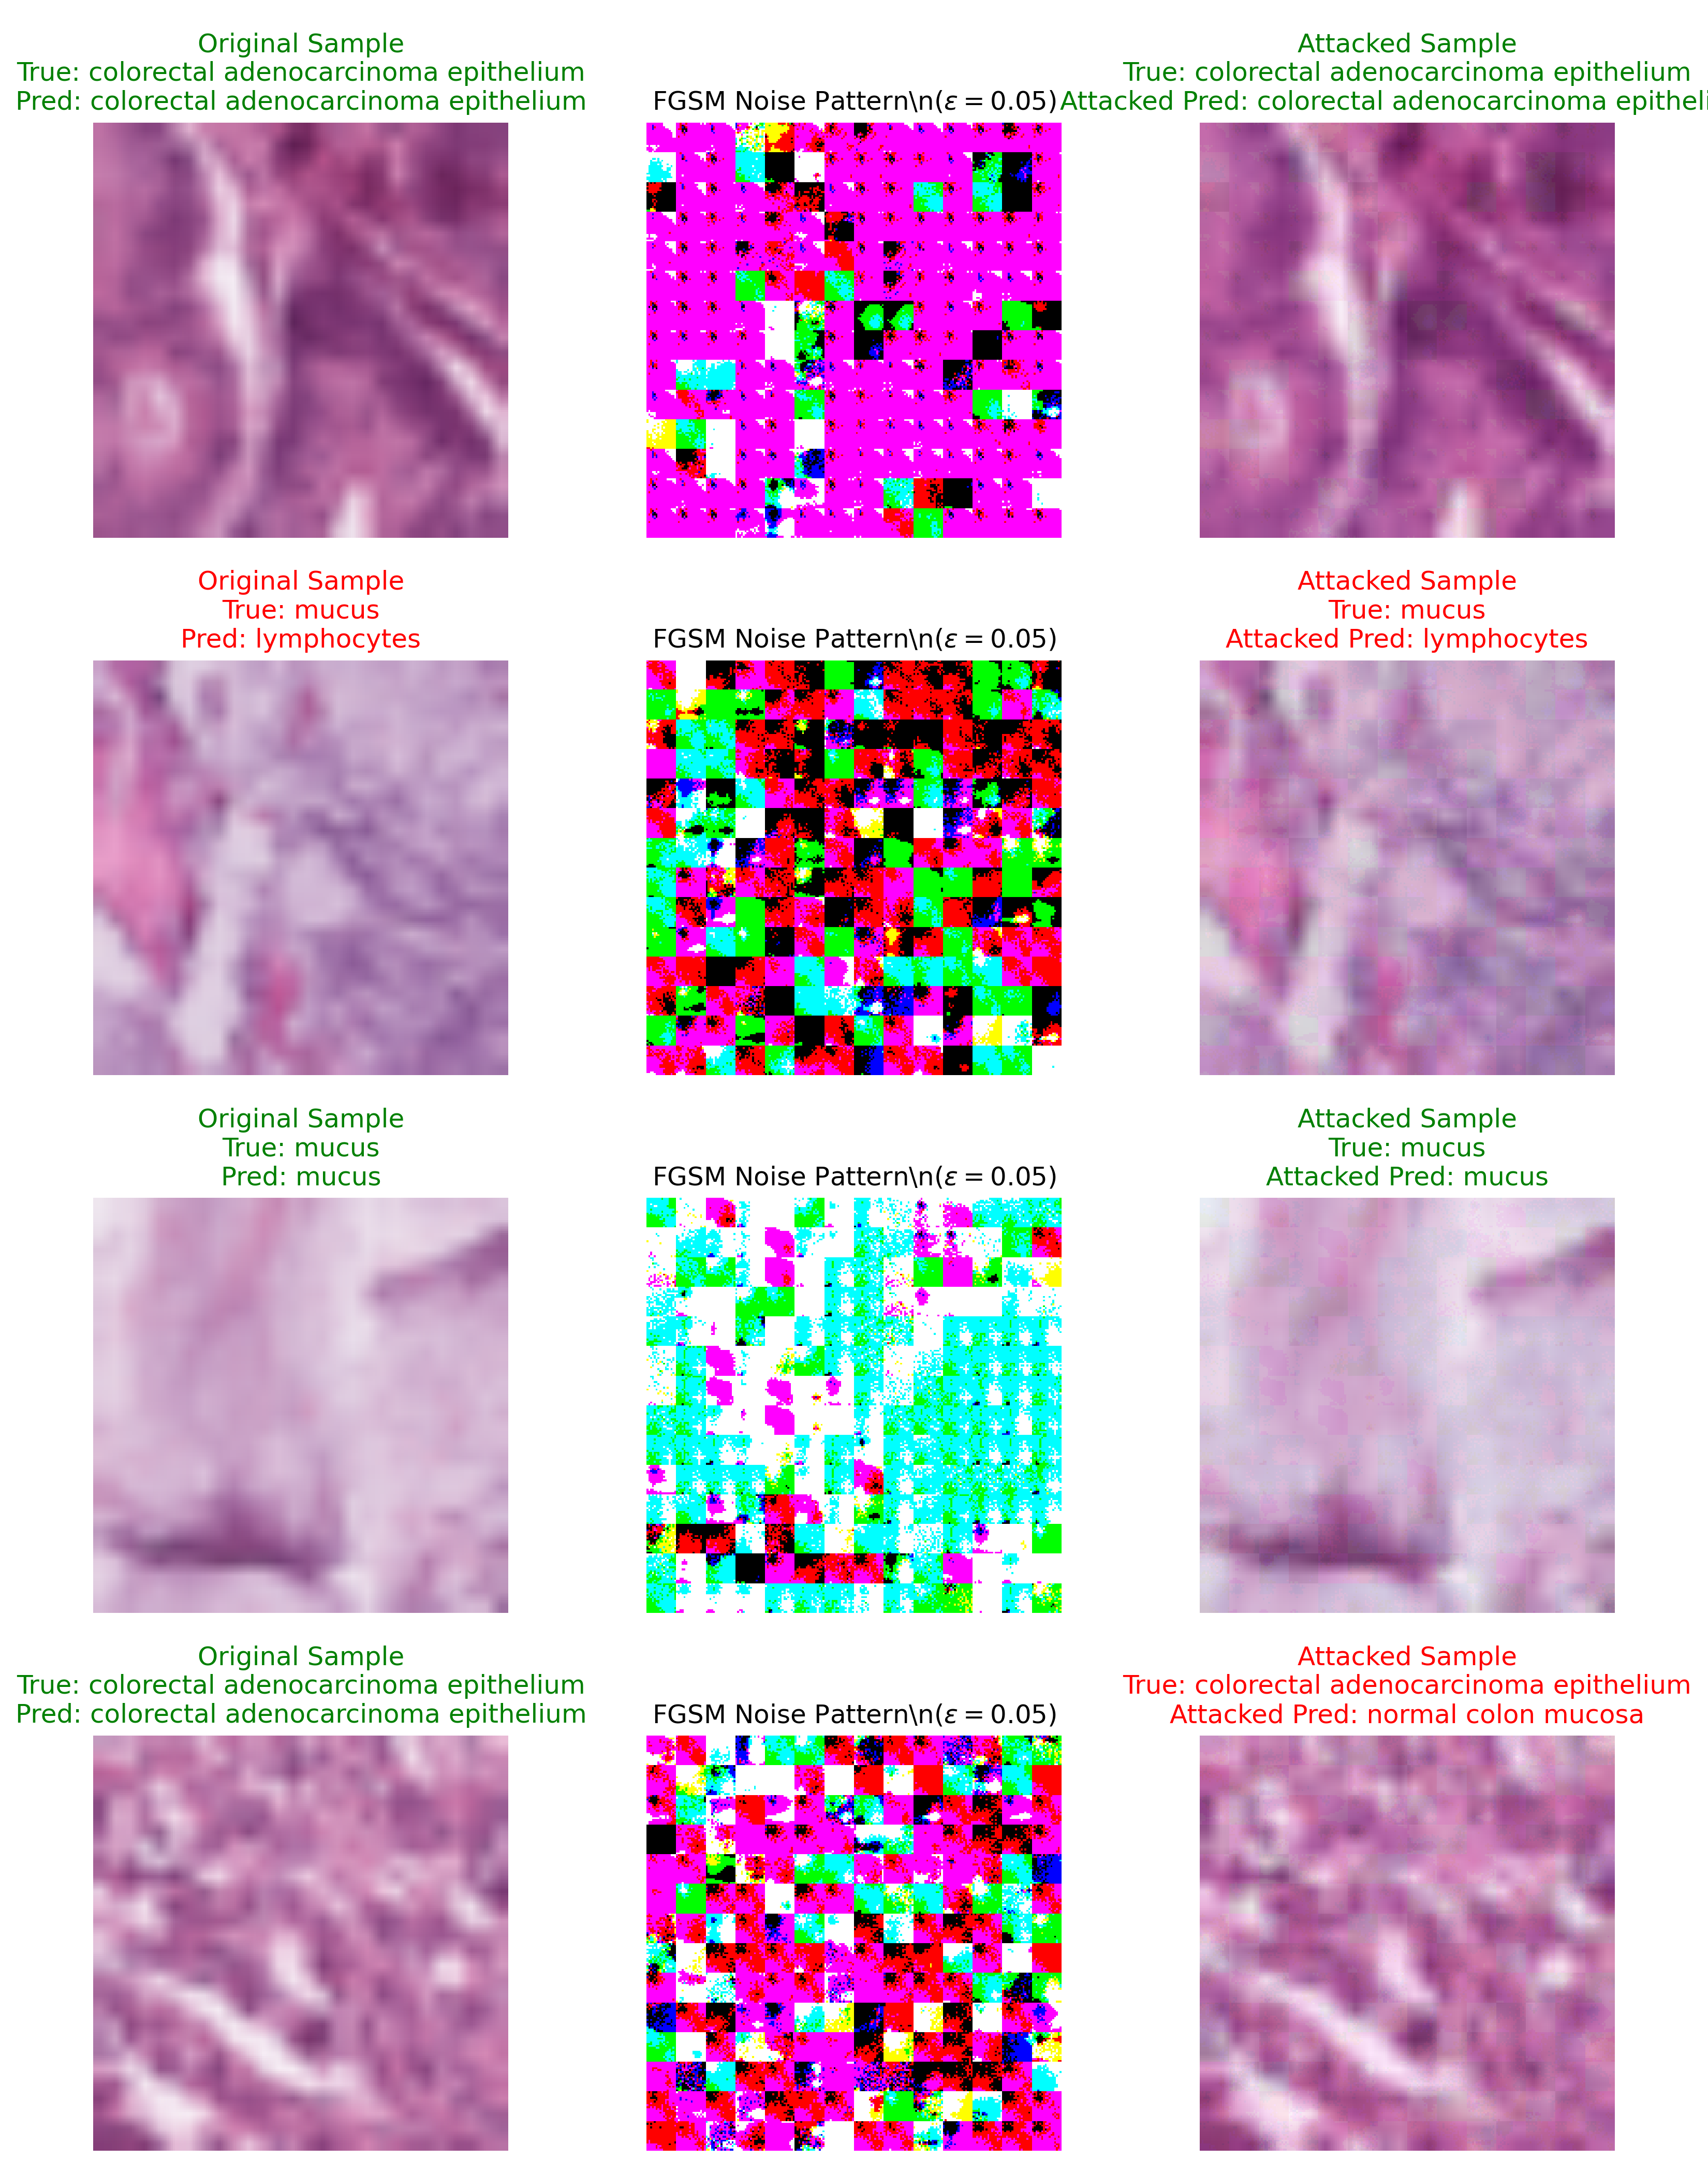 Original Sample
True: colorectal adenocarcinoma epithelium
Pred: colorectal adenocarcinoma epithelium
FGSM Noise Pattern\n(ε = 0.05)
Attacked Sample
True: colorectal adenocarcinoma epithelium
Attacked Pred: colorectal adenocarcinoma epitheli
Original Sample
True: mucus
Pred: lymphocytes
FGSM Noise Pattern\n(ε = 0.05)
Attacked Sample
True: mucus
Attacked Pred: lymphocytes
Original Sample
True: mucus
Pred: mucus
FGSM Noise Pattern\n(ε = 0.05)
Attacked Sample
True: mucus
Attacked Pred: mucus
Original Sample
True: colorectal adenocarcinoma epithelium
Pred: colorectal adenocarcinoma epithelium
FGSM Noise Pattern\n(ε = 0.05)
Attacked Sample
True: colorectal adenocarcinoma epithelium
Attacked Pred: normal colon mucosa